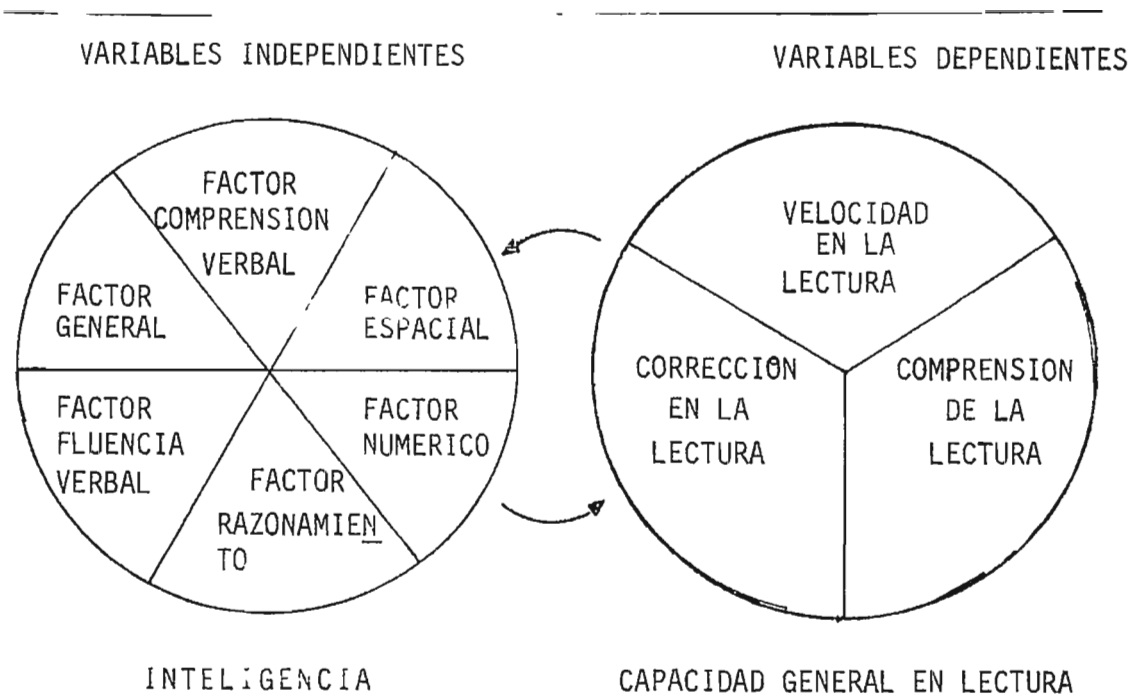 VARIABLES INDEPENDIENTES
VARIABLES DEPENDIENTES
FACTOR
COMPRENSION
VERBAL
FACTOR
GENERAL
FACTOR
ESPACIAL
FACTOR
FLUENCIA
VERBAL
FACTOR
NUMERICO
FACTOR
RAZONAMIEN
TO
INTELIGENCIA
VELOCIDAD
EN LA
LECTURA
CORRECCION
EN LA
LECTURA
COMPRENSION
DE LA
LECTURA
CAPACIDAD GENERAL EN LECTURA